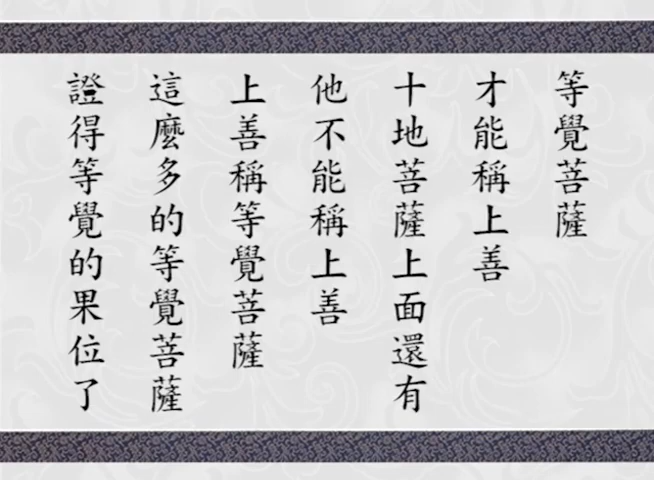 等覺菩薩
才能稱上善
十地菩薩上面還有
他不能稱上善
上善稱等覺菩薩
這麼多的等覺菩薩
證得等覺的果位了